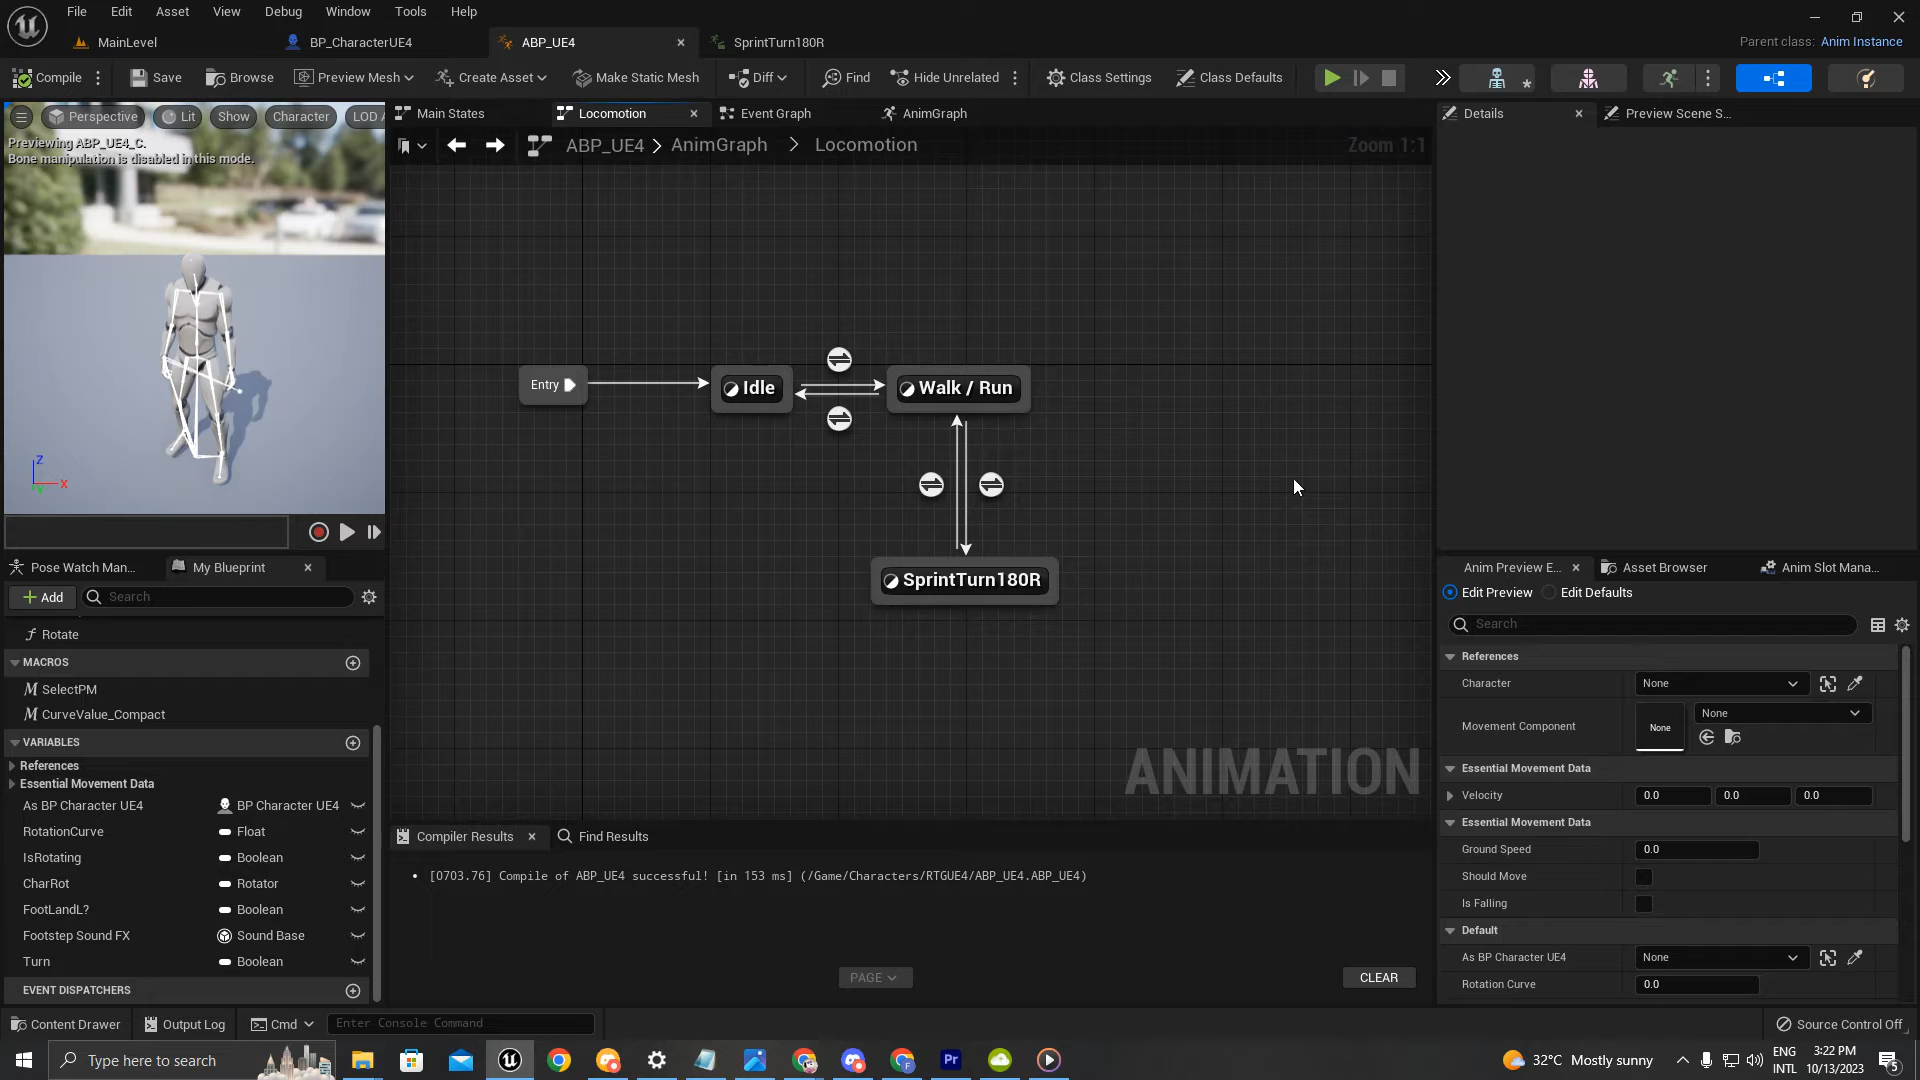 File Edit Asset View Debug Window Tools Help
MainLevel BP_CharacterUE4 ABP_UE4 SprintTurn180R
Parent class: Anim Instance
Compile Save Browse Preview Mesh Create Asset Make Static Mesh Diff Find Hide Unrelated Class Settings Class Defaults
Perspective Lit Show Character LOD A
Previewing ABP_UE4_C.
Bone manipulation is disabled in this mode.
Main States Locomotion Event Graph AnimGraph
ABP_UE4 > AnimGraph > Locomotion
Zoom 1:1
Entry
Idle
Walk / Run
SprintTurn180R
ANIMATION
Z
X
Y
Pose Watch Man... My Blueprint
Add Search
Rotate
MACROS
SelectPM
CurveValue_Compact
VARIABLES
References
Essential Movement Data
As BP Character UE4 BP Character UE4
RotationCurve Float
IsRotating Boolean
CharRot Rotator
FootLandL? Boolean
Footstep Sound FX Sound Base
Turn Boolean
EVENT DISPATCHERS
Compiler Results Find Results
• [0703.76] Compile of ABP_UE4 successful! [in 153 ms] (/Game/Characters/RTGUE4/ABP_UE4.ABP_UE4)
PAGE CLEAR
Details Preview Scene S...
Anim Preview E... Asset Browser Anim Slot Mana...
Edit Preview Edit Defaults
Search
References
Character None
Movement Component None None
Essential Movement Data
Velocity 0.0 0.0 0.0
Essential Movement Data
Ground Speed 0.0
Should Move
Is Falling
Default
As BP Character UE4 None
Rotation Curve 0.0
Content Drawer Output Log Cmd Enter Console Command
Source Control Off
Type here to search
Pr
32°C Mostly sunny
ENG
INTL
3:22 PM
10/13/2023
5